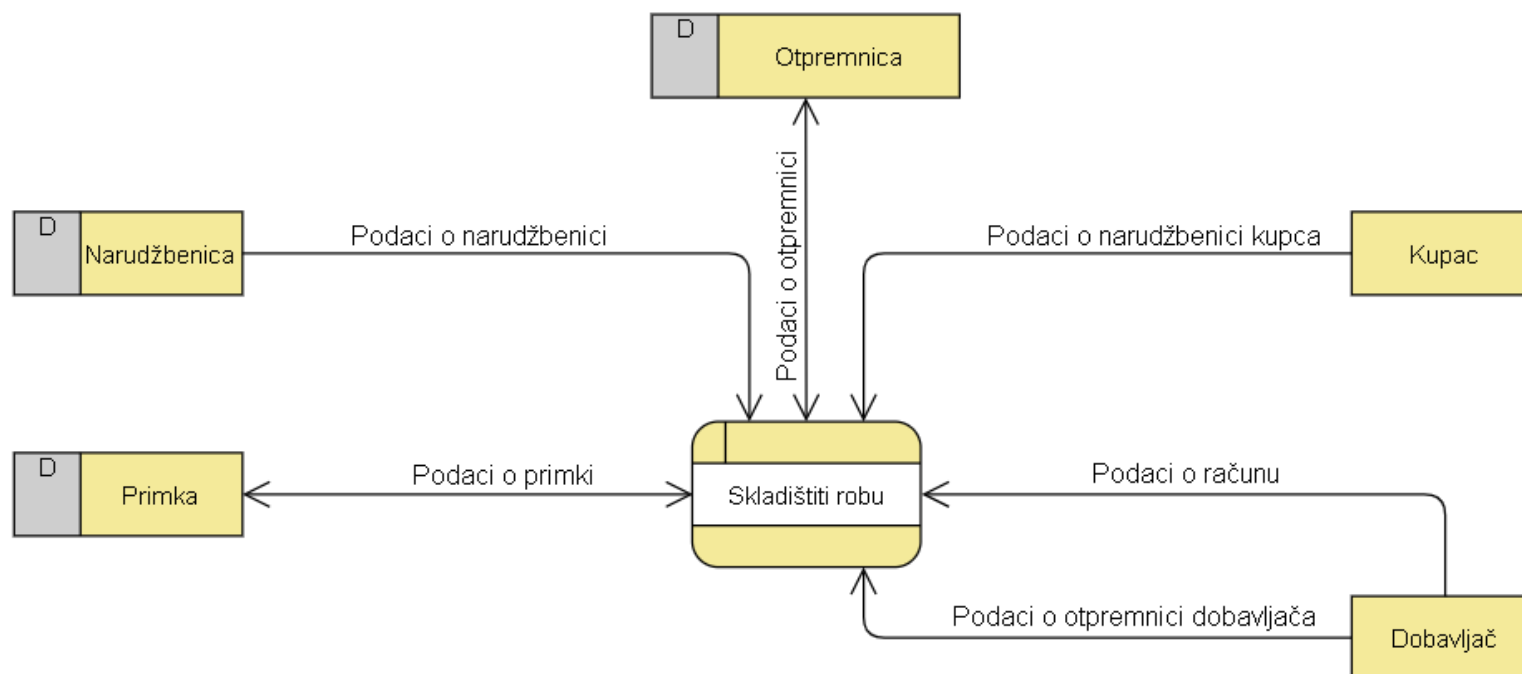 D
Otpremnica
Podaci o otpremnici
D
Narudžbenica
Podaci o narudžbenici
Podaci o narudžbenici kupca
Kupac
D
Primka
Podaci o primki
Skladištiti robu
Podaci o računu
Podaci o otpremnici dobavljača
Dobavljač